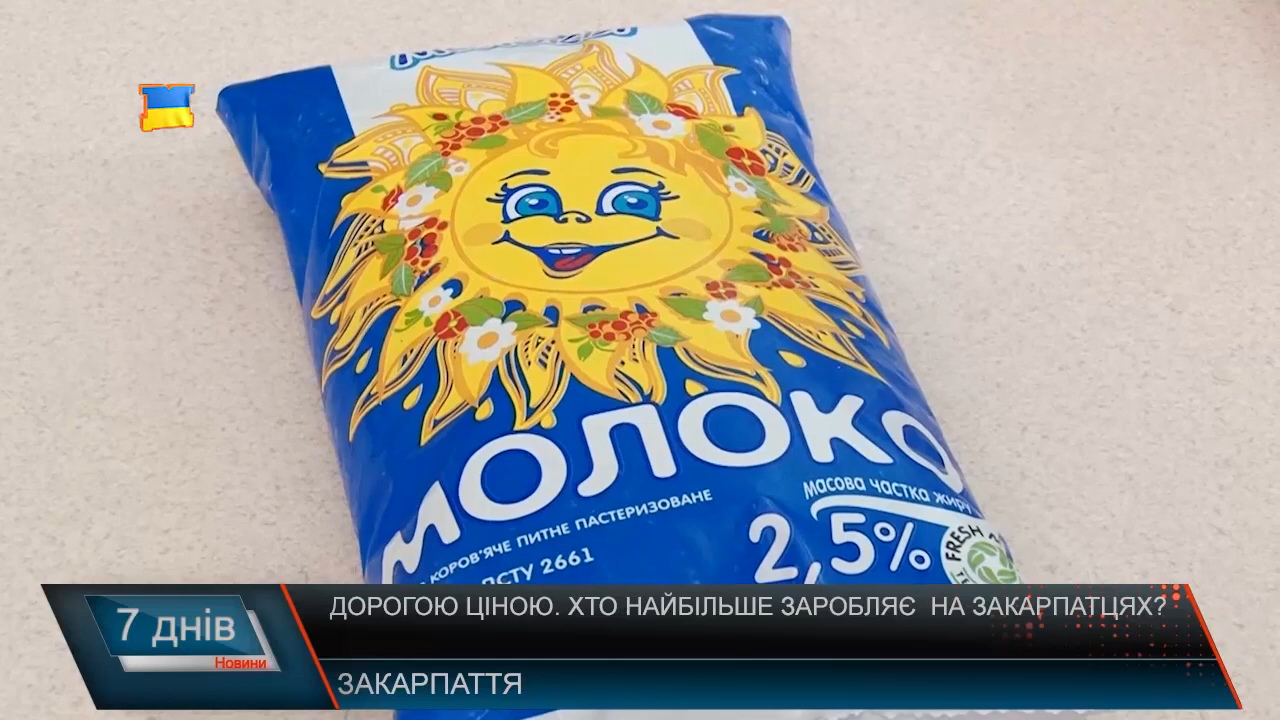 МОЛОКО
КОРОВ'ЯЧЕ ПИТНЕ ПАСТЕРИЗОВАНЕ
ДСТУ 2661
масова частка жиру
2,5%
FRESH
ДОРОГОЮ ЦІНОЮ. ХТО НАЙБІЛЬШЕ ЗАРОБЛЯЄ НА ЗАКАРПАТЦЯХ?
7 днів
Новини
ЗАКАРПАТТЯ